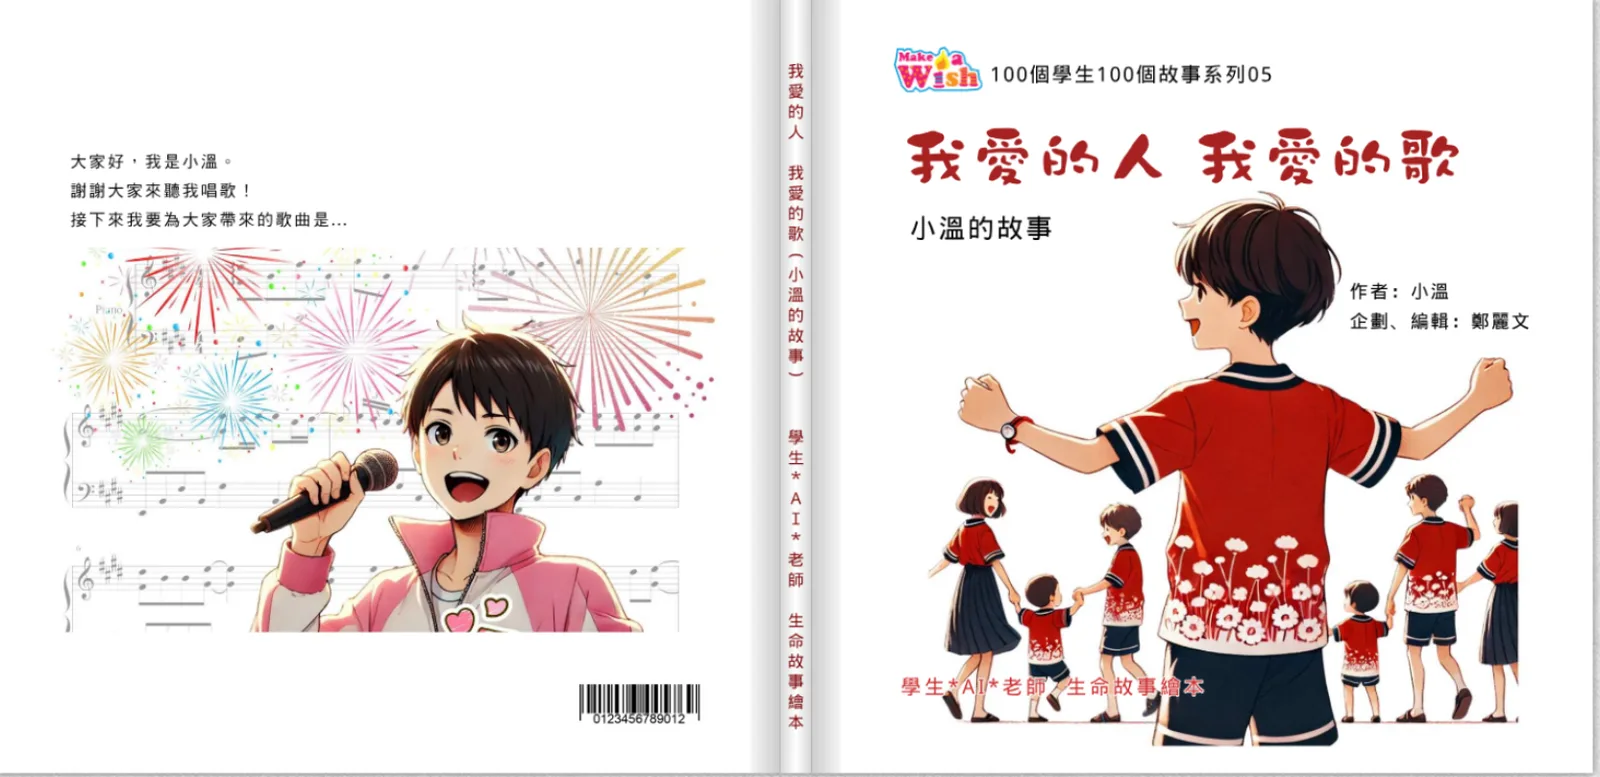 大家好，我是小溫。
謝謝大家來聽我唱歌！
接下來我要為大家帶來的歌曲是...
Piano
0123456789012
我愛的人 我愛的歌（小溫的故事） 學生*AI*老師 生命故事繪本
Make a Wish
100個學生100個故事系列05
我愛的人 我愛的歌
小溫的故事
作者：小溫
企劃、編輯：鄭麗文
學生*AI*老師 生命故事繪本